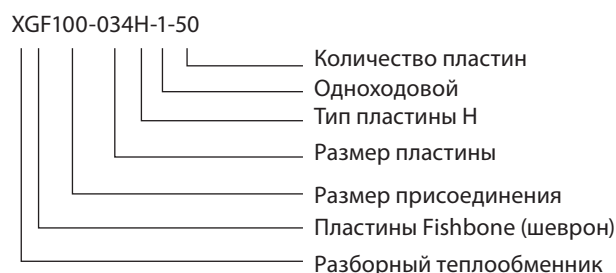 XGF100-034H-1-50
Количество пластин
Одноходовой
Тип пластины H
Размер пластины
Размер присоединения
Пластины Fishbone (шеврон)
Разборный теплообменник